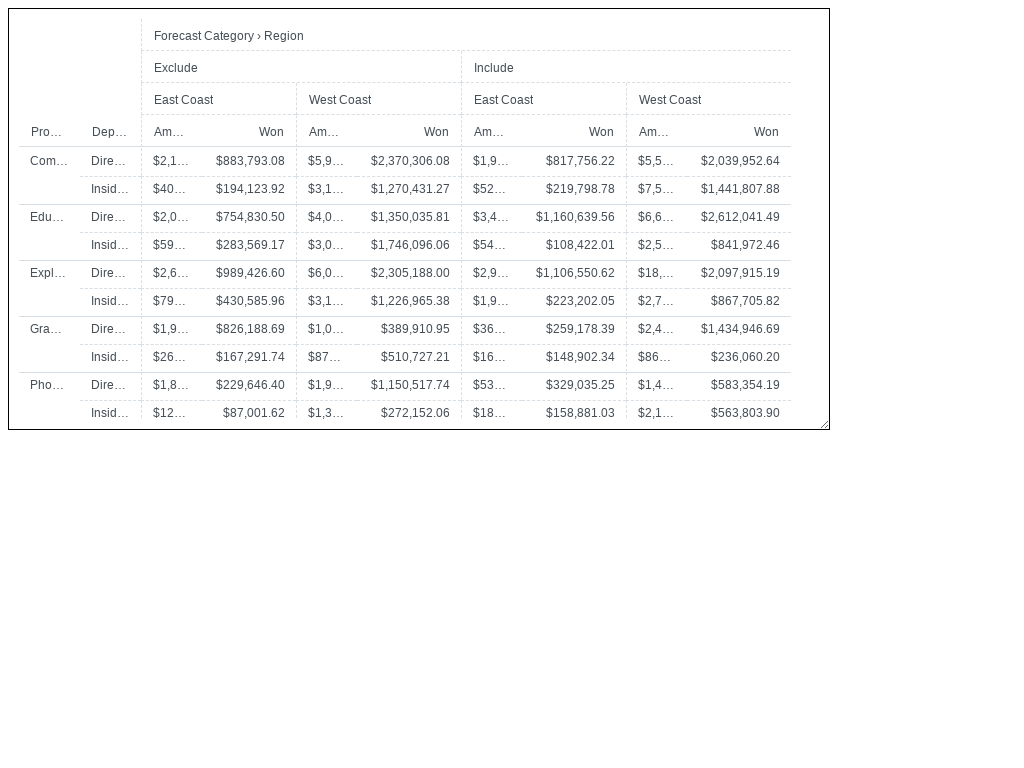 Forecast Category › Region
Exclude Include
East Coast West Coast East Coast West Coast
Pro… Dep… Am… Won Am… Won Am… Won Am… Won
Com… Dire… $2,1… $883,793.08 $5,9… $2,370,306.08 $1,9… $817,756.22 $5,5… $2,039,952.64
Insid… $40… $194,123.92 $3,1… $1,270,431.27 $52… $219,798.78 $7,5… $1,441,807.88
Edu… Dire… $2,0… $754,830.50 $4,0… $1,350,035.81 $3,4… $1,160,639.56 $6,6… $2,612,041.49
Insid… $59… $283,569.17 $3,0… $1,746,096.06 $54… $108,422.01 $2,5… $841,972.46
Expl… Dire… $2,6… $989,426.60 $6,0… $2,305,188.00 $2,9… $1,106,550.62 $18,… $2,097,915.19
Insid… $79… $430,585.96 $3,1… $1,226,965.38 $1,9… $223,202.05 $2,7… $867,705.82
Gra… Dire… $1,9… $826,188.69 $1,0… $389,910.95 $36… $259,178.39 $2,4… $1,434,946.69
Insid… $26… $167,291.74 $87… $510,727.21 $16… $148,902.34 $86… $236,060.20
Pho… Dire… $1,8… $229,646.40 $1,9… $1,150,517.74 $53… $329,035.25 $1,4… $583,354.19
Insid… $12… $87,001.62 $1,3… $272,152.06 $18… $158,881.03 $2,1… $563,803.90